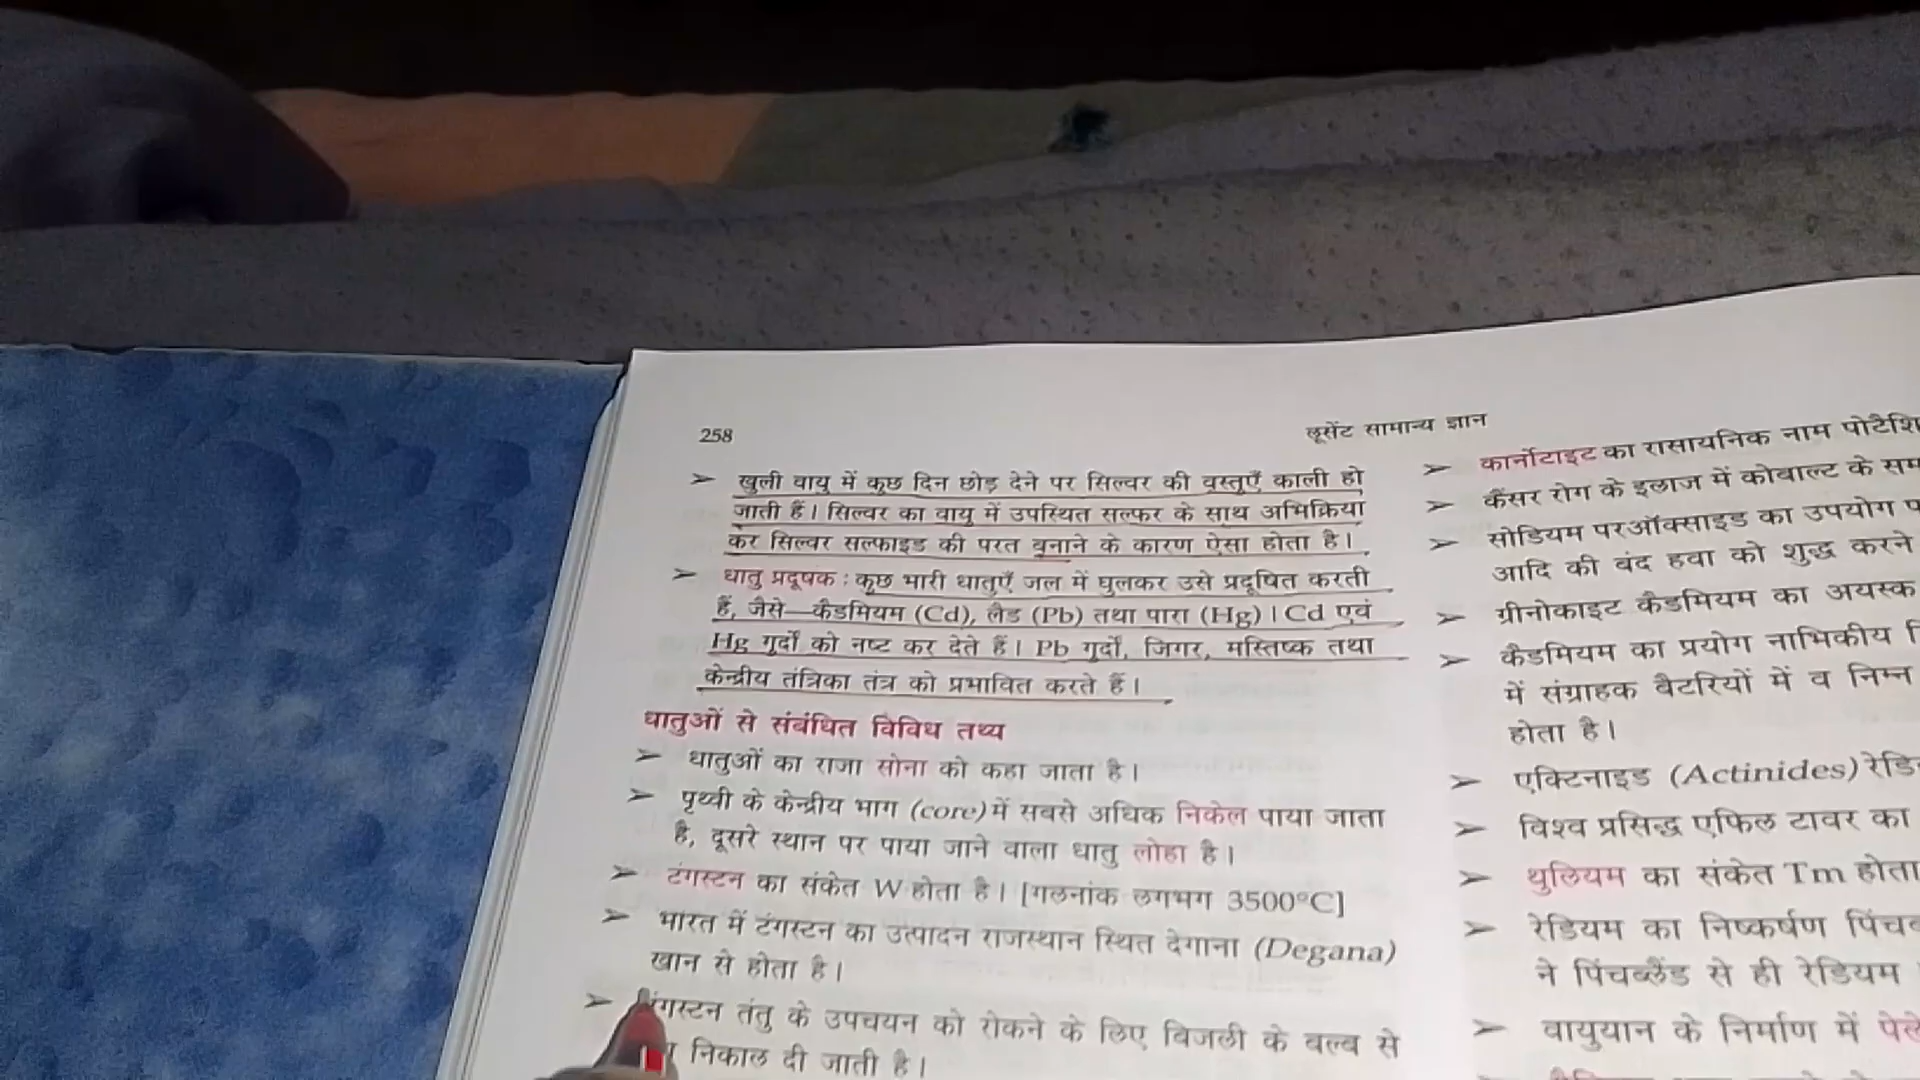 258
लूसेंट सामान्य ज्ञान
➢ खुली वायु में कुछ दिन छोड़ देने पर सिल्वर की वस्तुएँ काली हो
जाती हैं। सिल्वर का वायु में उपस्थित सल्फर के साथ अभिक्रिया
कर सिल्वर सल्फाइड की परत बनाने के कारण ऐसा होता है।
➢ धातु प्रदूषक : कुछ भारी धातुएँ जल में घुलकर उसे प्रदूषित करती
हैं, जैसे—कैडमियम (Cd), लैड (Pb) तथा पारा (Hg) । Cd एवं
Hg गुर्दों को नष्ट कर देते हैं। Pb गुर्दों, जिगर, मस्तिष्क तथा
केन्द्रीय तंत्रिका तंत्र को प्रभावित करते हैं।
धातुओं से संबंधित विविध तथ्य
➢ धातुओं का राजा सोना को कहा जाता है।
➢ पृथ्वी के केन्द्रीय भाग (core) में सबसे अधिक निकेल पाया जाता
है, दूसरे स्थान पर पाया जाने वाला धातु लोहा है।
➢ टंगस्टन का संकेत W होता है। [गलनांक लगभग 3500°C]
➢ भारत में टंगस्टन का उत्पादन राजस्थान स्थित देगाना (Degana)
खान से होता है।
➢ तंतु के उपचयन को रोकने के लिए बिजली के बल्ब से
निकाल दी जाती है।
➢ कार्नोटाइट का रासायनिक नाम
➢ कैंसर रोग के इलाज में कोबाल्ट के
➢ सोडियम परऑक्साइड का उपयोग
आदि की बंद हवा को शुद्ध करने
➢ ग्रीनोकाइट कैडमियम का अयस्क
➢ कैडमियम का प्रयोग नाभिकीय
में संग्राहक बैटरियों में व निम्न
होता है।
➢ एक्टिनाइड (Actinides)
➢ विश्व प्रसिद्ध एफिल टावर का
➢ थुलियम का संकेत Tm होता
➢ रेडियम का निष्कर्षण
ने पिंचब्लैंड से ही रेडियम
➢ वायुयान के निर्माण में